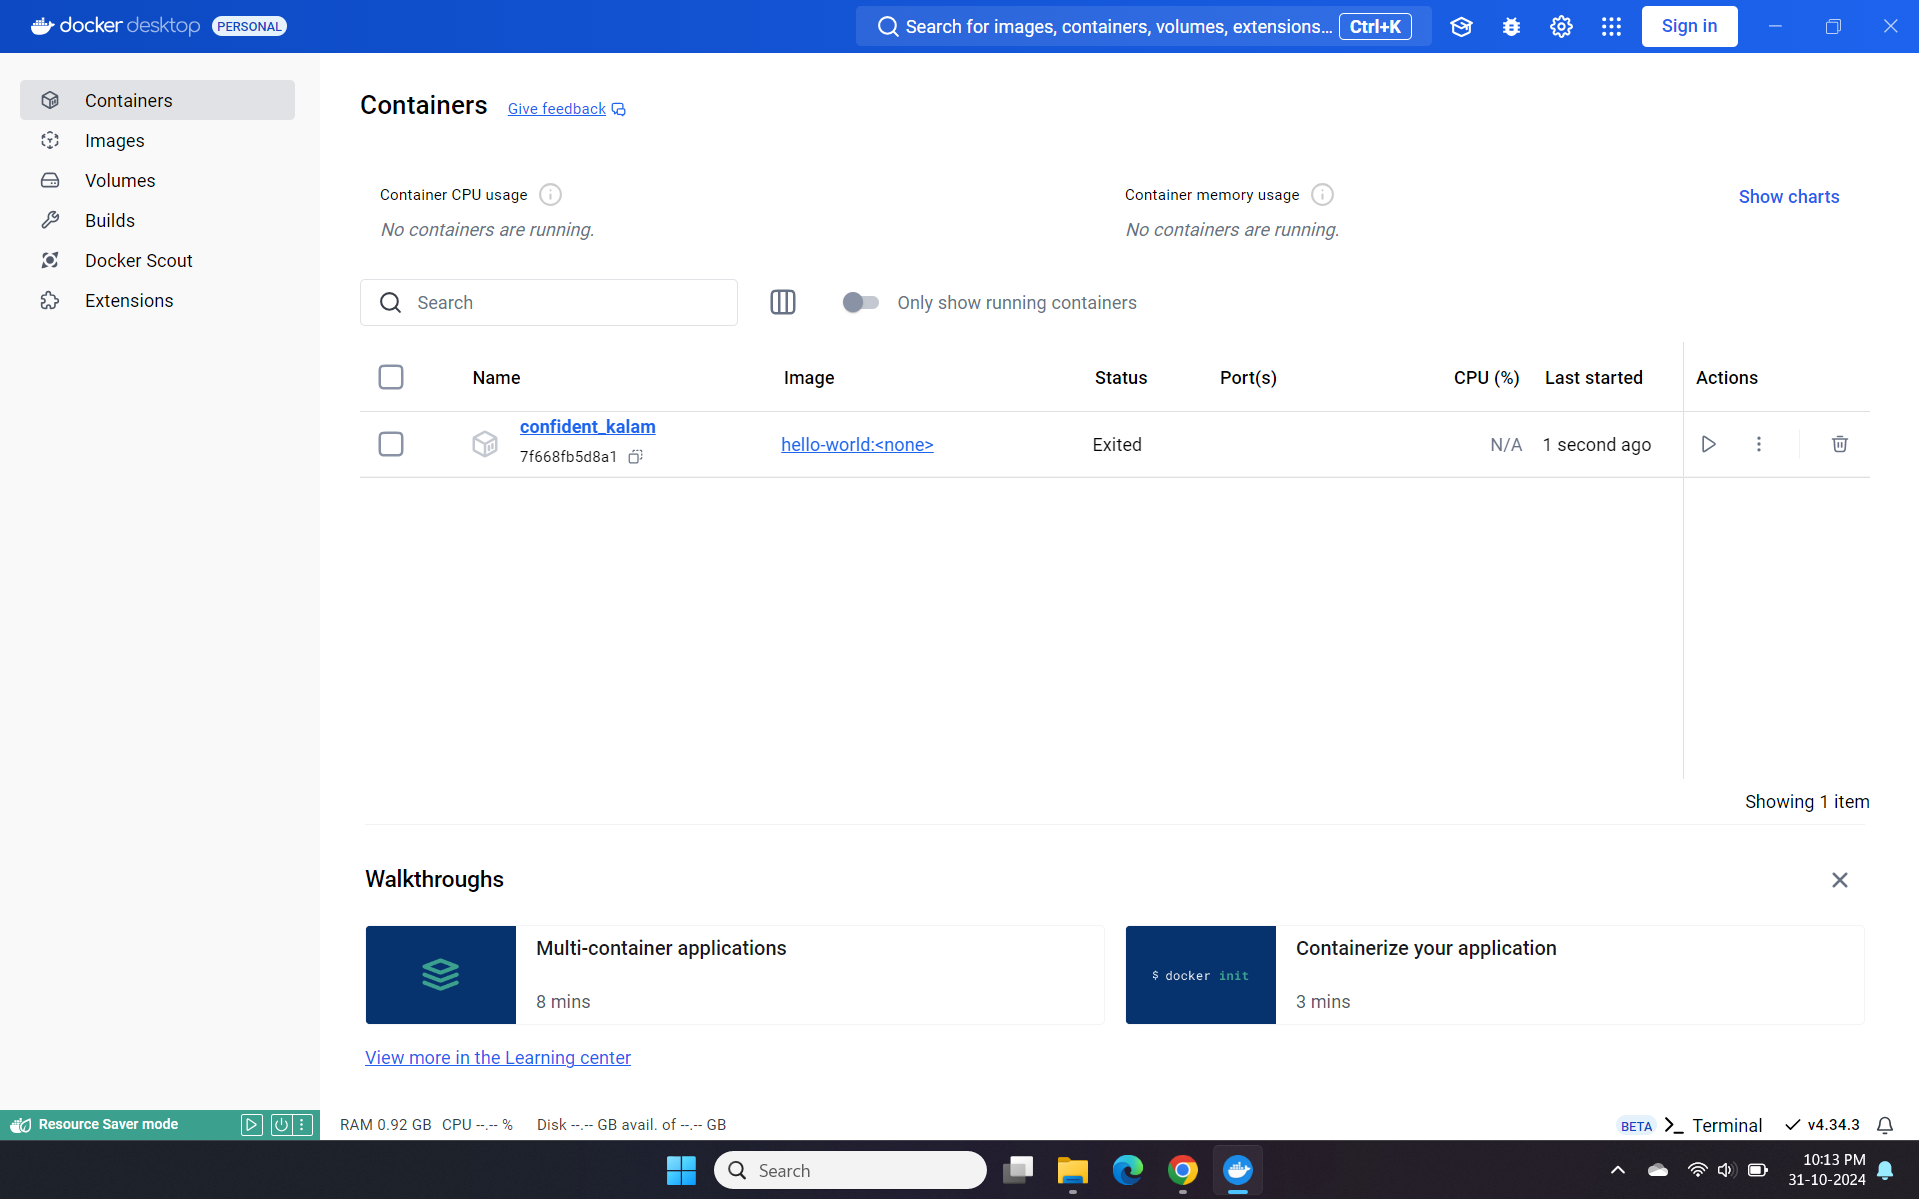 docker desktop PERSONAL
Search for images, containers, volumes, extensions... Ctrl+K
Sign in
Containers
Images
Volumes
Builds
Docker Scout
Extensions
Containers Give feedback
Container CPU usage
No containers are running.
Container memory usage
No containers are running.
Show charts
Search
Only show running containers
Name Image Status Port(s) CPU (%) Last started Actions
confident_kalam
7f668fb5d8a1
hello-world:<none> Exited N/A 1 second ago
Showing 1 item
Walkthroughs
Multi-container applications
8 mins
$ docker init
Containerize your application
3 mins
View more in the Learning center
Resource Saver mode
RAM 0.92 GB CPU --.-- % Disk --.-- GB avail. of --.-- GB
BETA Terminal v4.34.3
Search
10:13 PM
31-10-2024